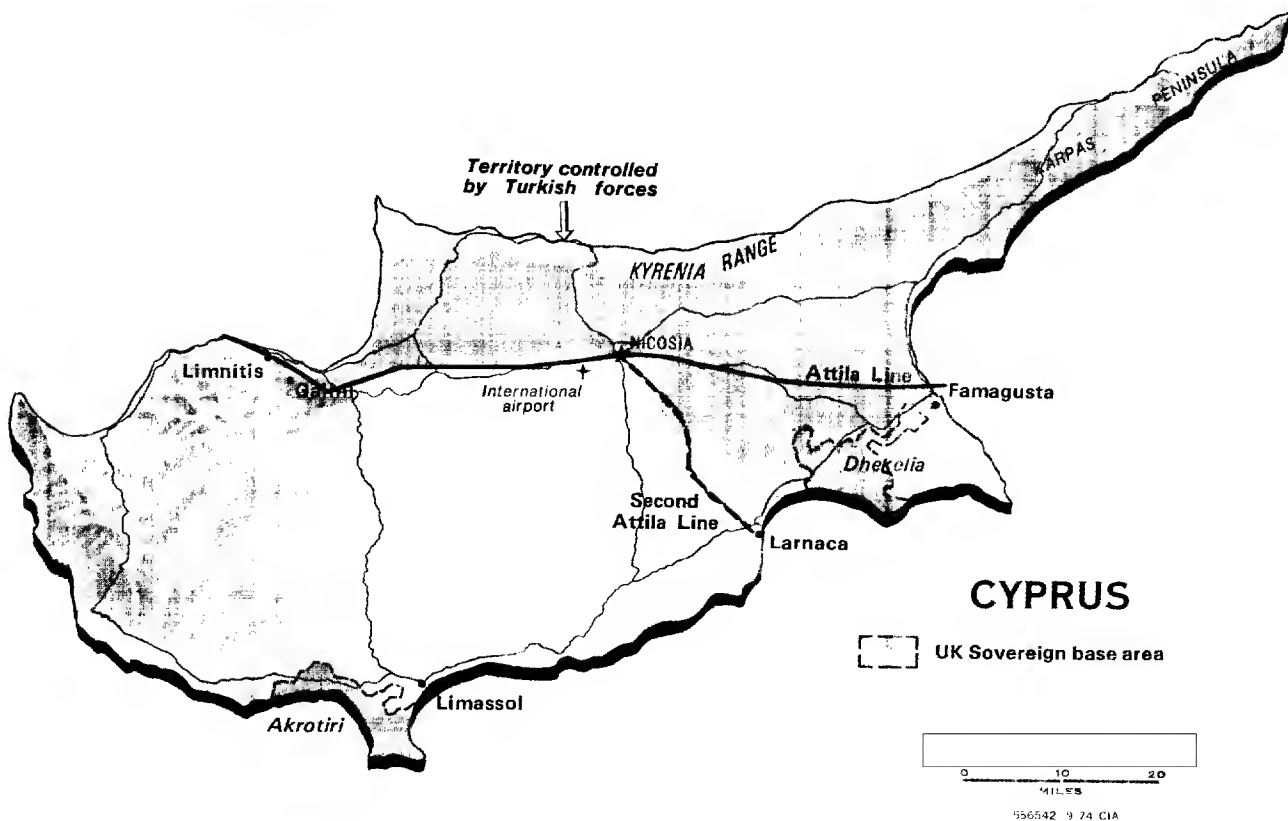 PENINSULA
KARPAS
Territory controlled
by Turkish forces
KYRENIA RANGE
NICOSIA
Limnitis
International
airport
Attila Line
Famagusta
Dhekelia
Second
Attila Line
Larnaca
CYPRUS
UK Sovereign base area
Limassol
Akrotiri
0 10 20
MILES
556542 9 74 CIA